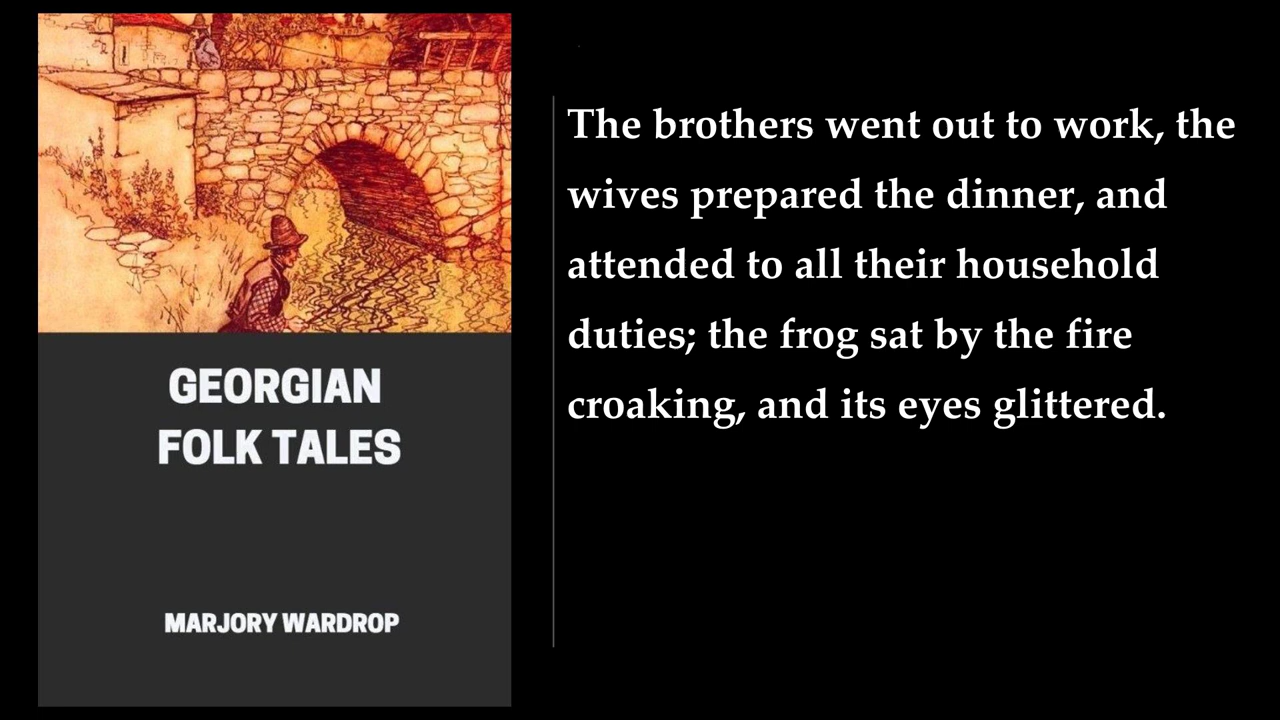 GEORGIAN
FOLK TALES
MARJORY WARDROP
The brothers went out to work, the
wives prepared the dinner, and
attended to all their household
duties; the frog sat by the fire
croaking, and its eyes glittered.